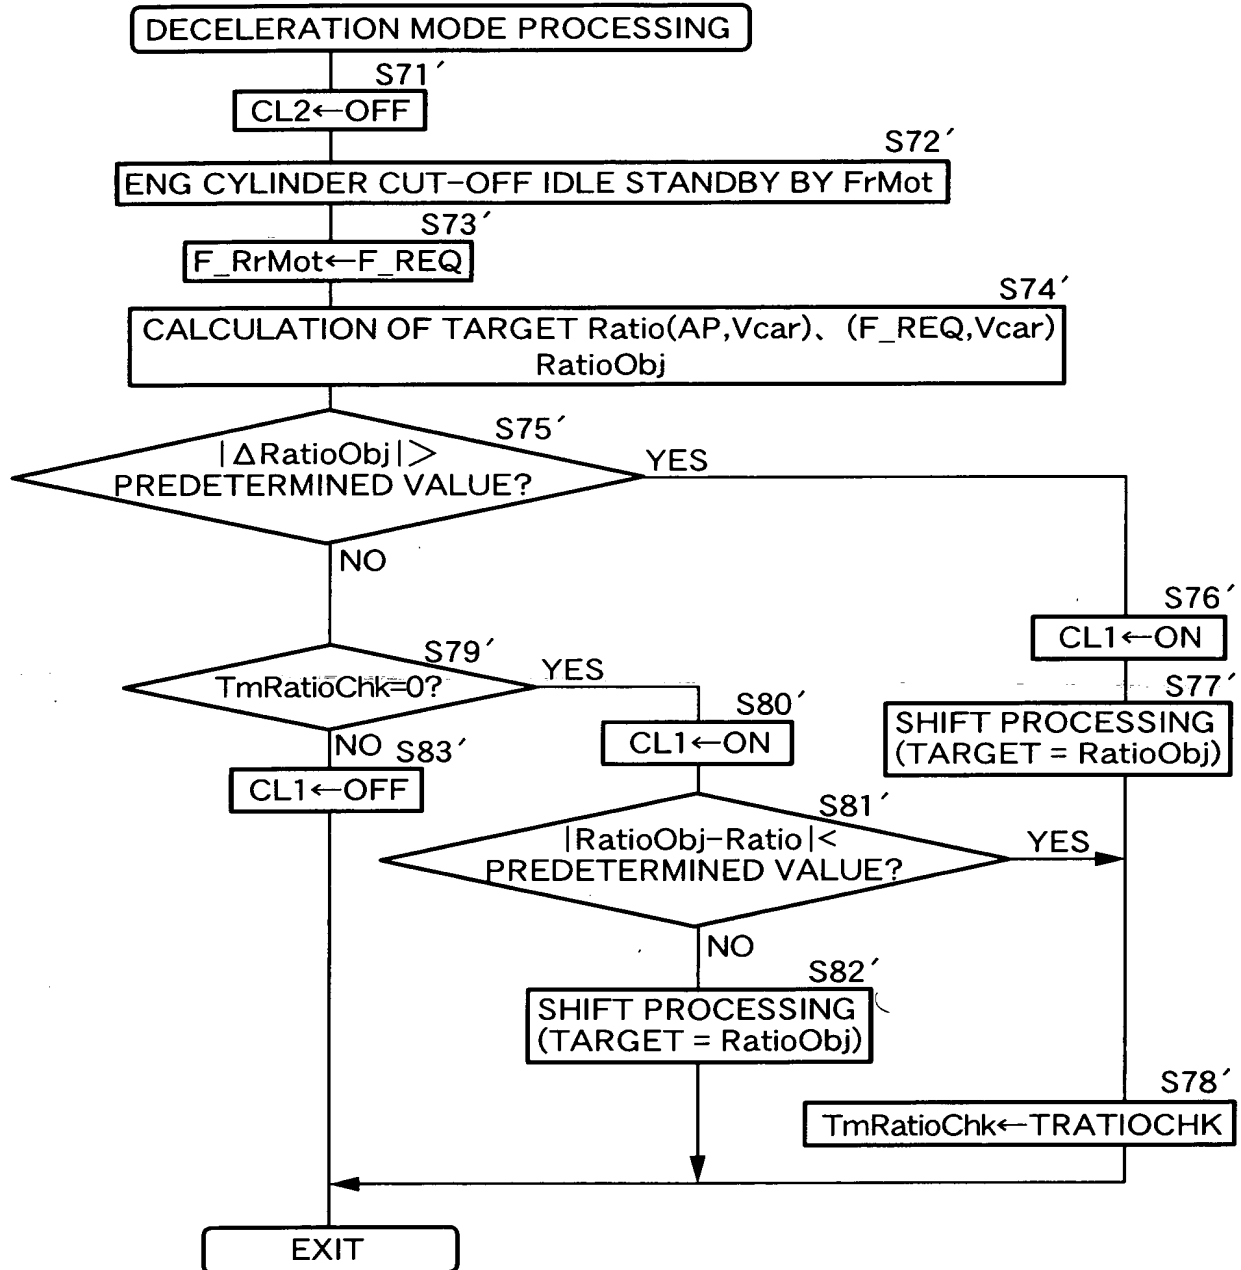 DECELERATION MODE PROCESSING
S71′
CL2←OFF
S72′
ENG CYLINDER CUT-OFF IDLE STANDBY BY FrMot
S73′
F_RrMot←F_REQ
S74′
CALCULATION OF TARGET Ratio(AP,Vcar)、(F_REQ,Vcar)
RatioObj
S75′
|ΔRatioObj|>
PREDETERMINED VALUE?
YES
NO
S76′
CL1←ON
S77′
SHIFT PROCESSING
(TARGET = RatioObj)
S79′
TmRatioChk=0?
YES
NO
S80′
CL1←ON
S83′
CL1←OFF
S81′
|RatioObj-Ratio|<
PREDETERMINED VALUE?
YES
NO
S82′
SHIFT PROCESSING
(TARGET = RatioObj)
S78′
TmRatioChk←TRATIOCHK
EXIT